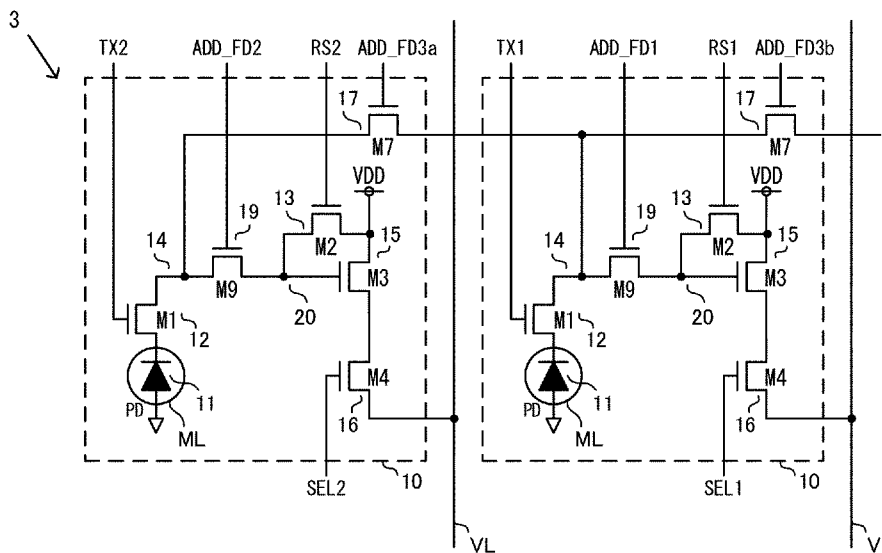 3
TX2 ADD_FD2 RS2 ADD_FD3a TX1 ADD_FD1 RS1 ADD_FD3b
17 17
M7 M7
VDD VDD
19 13 19 13
14 M2 15 14 M2 15
M9 M3 M9 M3
20 20
M1 12 M1 12
M4 M4
11 11
PD 16 PD 16
ML ML
10 10
SEL2 SEL1
VL V